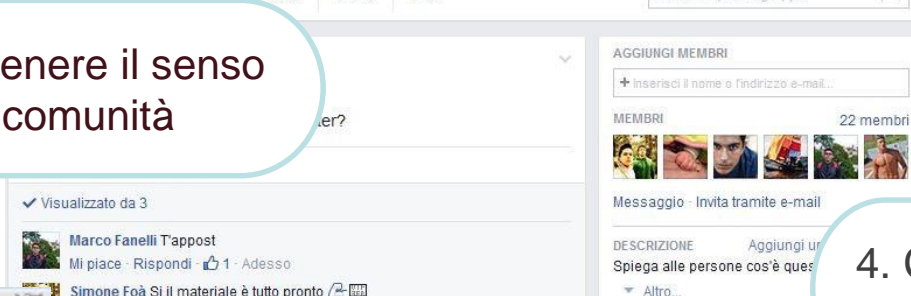 enere il senso
comunità
ter?
✓ Visualizzato da 3
Marco Fanelli T'appost
Mi piace · Rispondi · 1 · Adesso
Simone Foà Si il materiale è tutto pronto
AGGIUNGI MEMBRI
+ Inserisci il nome o l'indirizzo e-mail...
MEMBRI 22 membri
Messaggio · Invita tramite e-mail
DESCRIZIONE Aggiungi
Spiega alle persone cos'è ques
Altro...
4.